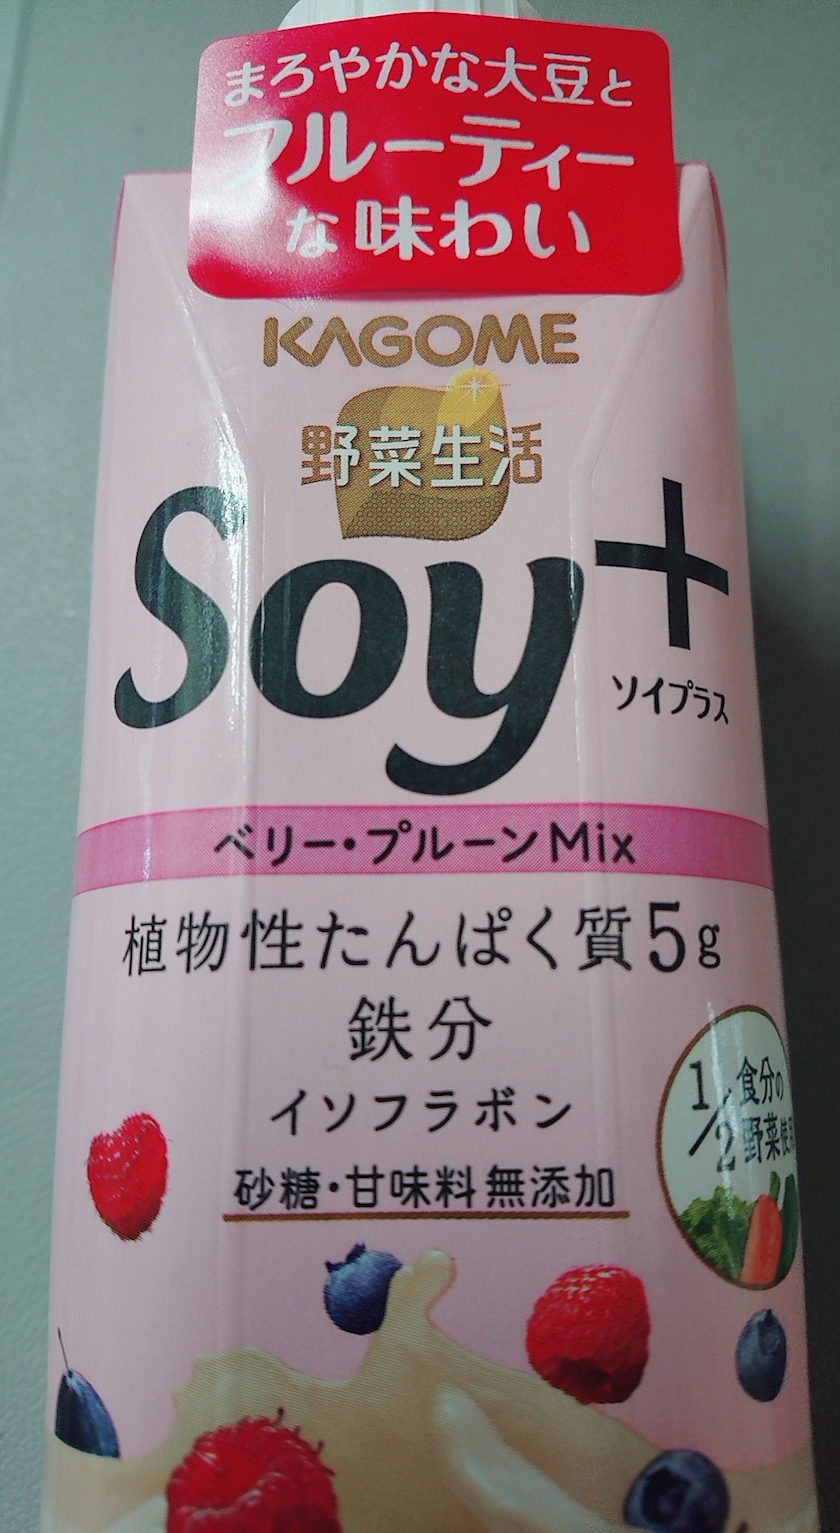 まろやかな大豆と
フルーティー
な味わい
KAGOME
野菜生活
Soy+
ソイプラス
ベリー・プルーンMix
植物性たんぱく質5g
鉄分
イソフラボン
砂糖・甘味料無添加
1/2食分の
野菜使用